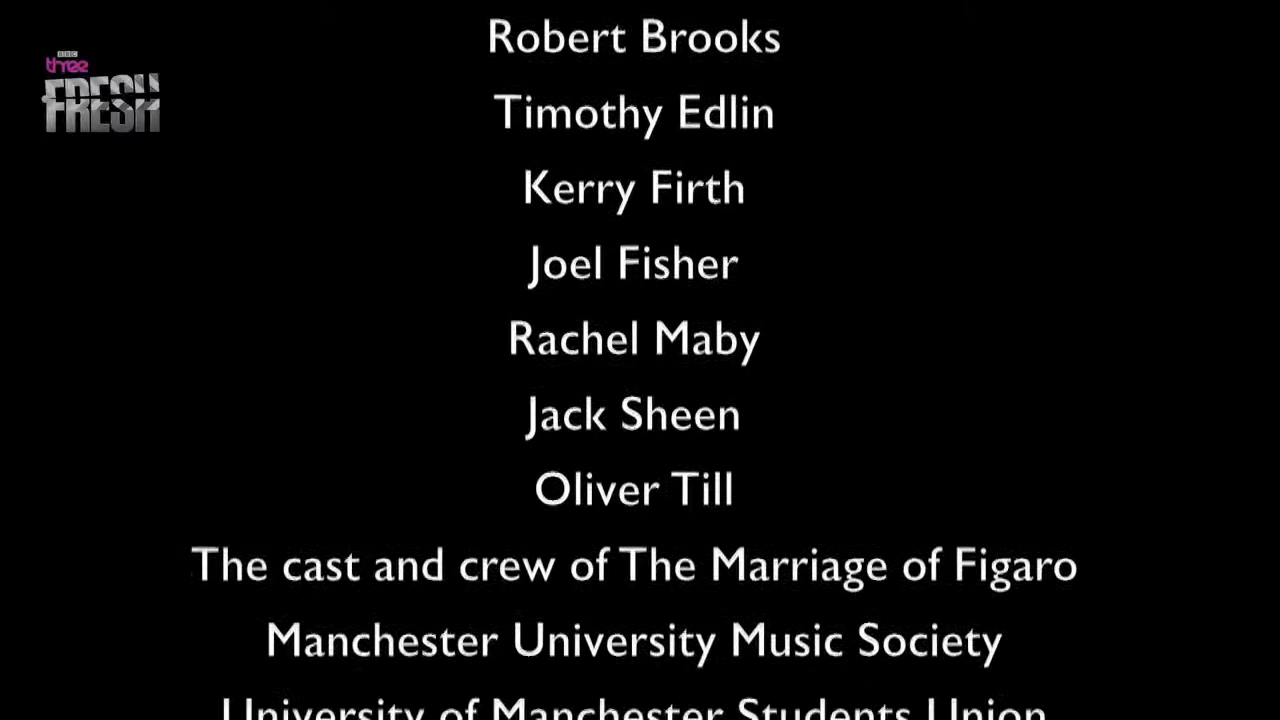 Robert Brooks
BBC
three
FRESH
Timothy Edlin
Kerry Firth
Joel Fisher
Rachel Maby
Jack Sheen
Oliver Till
The cast and crew of The Marriage of Figaro
Manchester University Music Society
University of Manchester Students Union